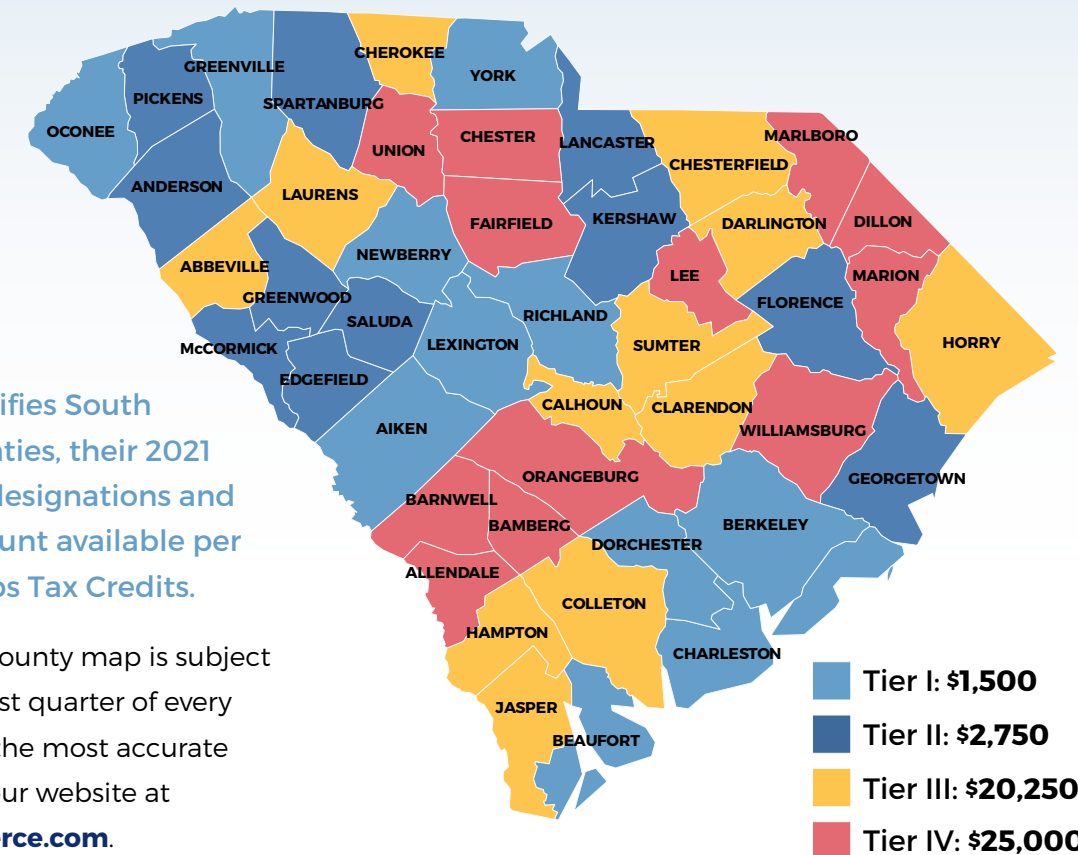 CHEROKEE
YORK
GREENVILLE
PICKENS
SPARTANBURG
OCONEE
UNION
CHESTER
LANCASTER
MARLBORO
CHESTERFIELD
ANDERSON
LAURENS
KERSHAW
FAIRFIELD
DARLINGTON
DILLON
NEWBERRY
ABBEVILLE
LEE
MARION
GREENWOOD
FLORENCE
SALUDA
RICHLAND
McCORMICK
LEXINGTON
SUMTER
HORRY
EDGEFIELD
CALHOUN
CLARENDON
AIKEN
WILLIAMSBURG
ORANGEBURG
GEORGETOWN
BARNWELL
BAMBERG
BERKELEY
DORCHESTER
ALLENDALE
COLLETON
HAMPTON
CHARLESTON
JASPER
BEAUFORT
ifies South
ties, their 2021
designations and
unt available per
bs Tax Credits.
ounty map is subject
st quarter of every
the most accurate
ur website at
rce.com.
Tier I: $1,500
Tier II: $2,750
Tier III: $20,250
Tier IV: $25,000